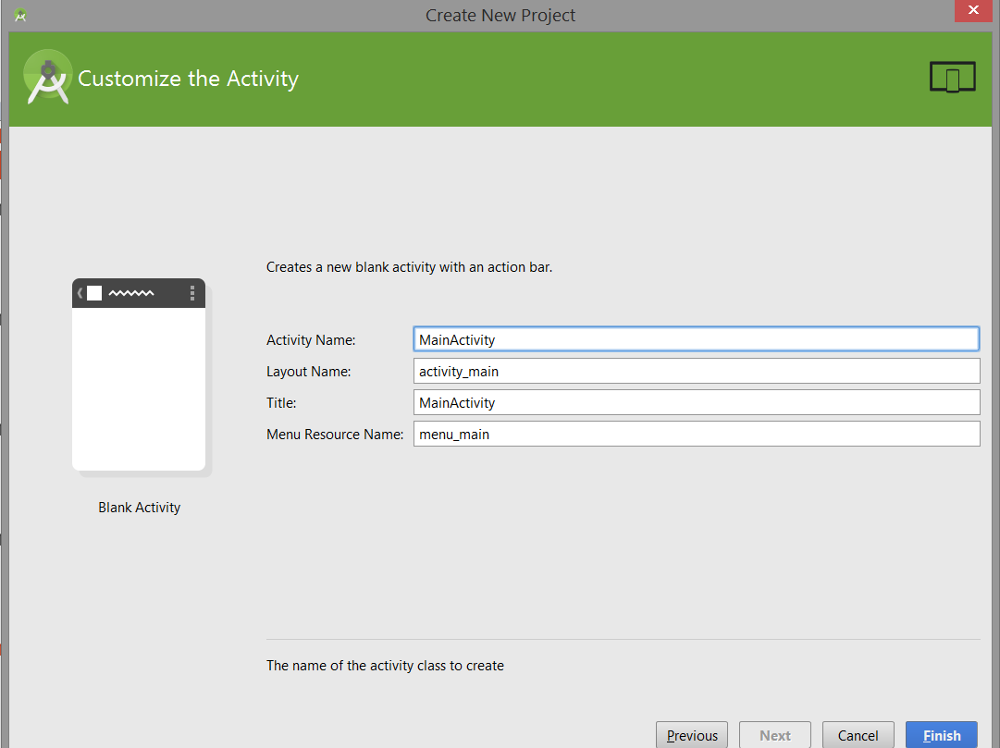 Create New Project
Customize the Activity
Creates a new blank activity with an action bar.
Activity Name: MainActivity
Layout Name: activity_main
Title: MainActivity
Menu Resource Name: menu_main
Blank Activity
The name of the activity class to create
Previous Next Cancel Finish